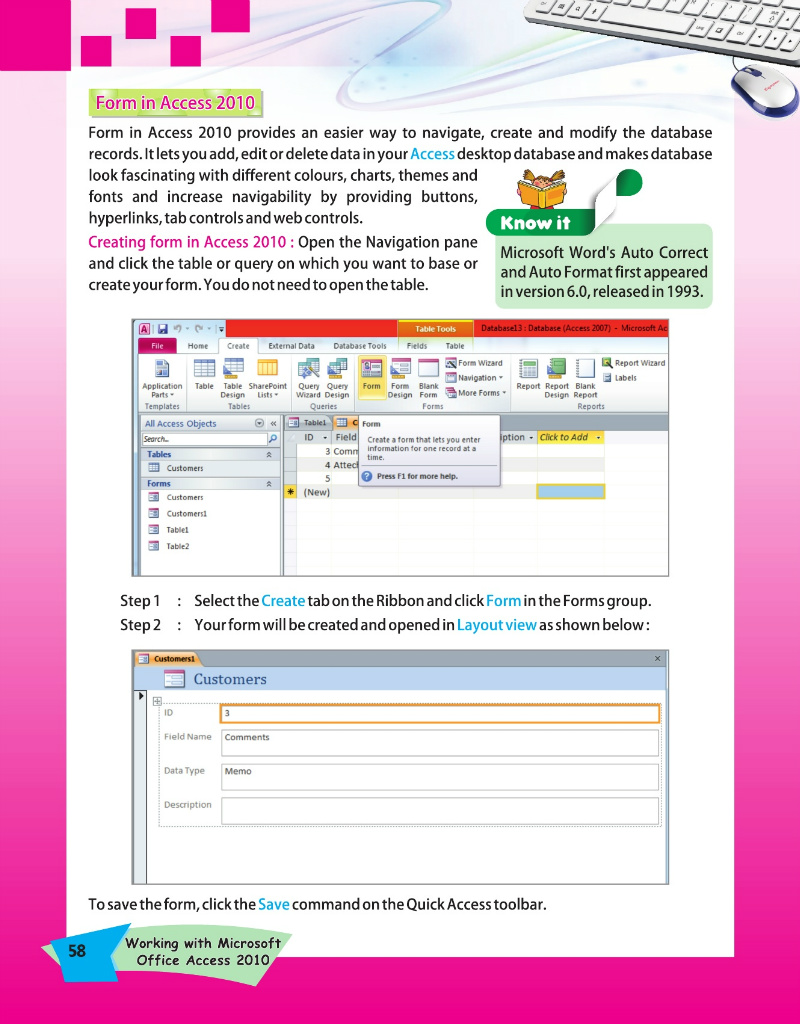 Form in Access 2010
Form in Access 2010 provides an easier way to navigate, create and modify the database
records. It lets you add, edit or delete data in your Access desktop database and makes database
look fascinating with different colours, charts, themes and
fonts and increase navigability by providing buttons,
hyperlinks, tab controls and web controls.
Creating form in Access 2010 : Open the Navigation pane
and click the table or query on which you want to base or
create your form. You do not need to open the table.
Know it
Microsoft Word's Auto Correct
and Auto Format first appeared
in version 6.0, released in 1993.
Table Tools Database13 : Database (Access 2007) - Microsoft Ac
File Home Create External Data Database Tools Fields Table
Application Parts Table Table Design SharePoint Lists Query Wizard Query Design Form Form Design Blank Form Form Wizard Navigation More Forms Report Report Design Blank Report Report Wizard Labels
Templates Tables Queries Forms Reports
All Access Objects
Search...
Tables
Customers
Forms
Customers
Customers1
Table1
Table2
Table1 C
ID Field ption Click to Add
3 Comm
4 Attech
5
(New)
Form
Create a form that lets you enter
information for one record at a
time.
Press F1 for more help.
Step 1 : Select the Create tab on the Ribbon and click Form in the Forms group.
Step 2 : Your form will be created and opened in Layout view as shown below :
Customers1
Customers
ID 3
Field Name Comments
Data Type Memo
Description
To save the form, click the Save command on the Quick Access toolbar.
58
Working with Microsoft
Office Access 2010